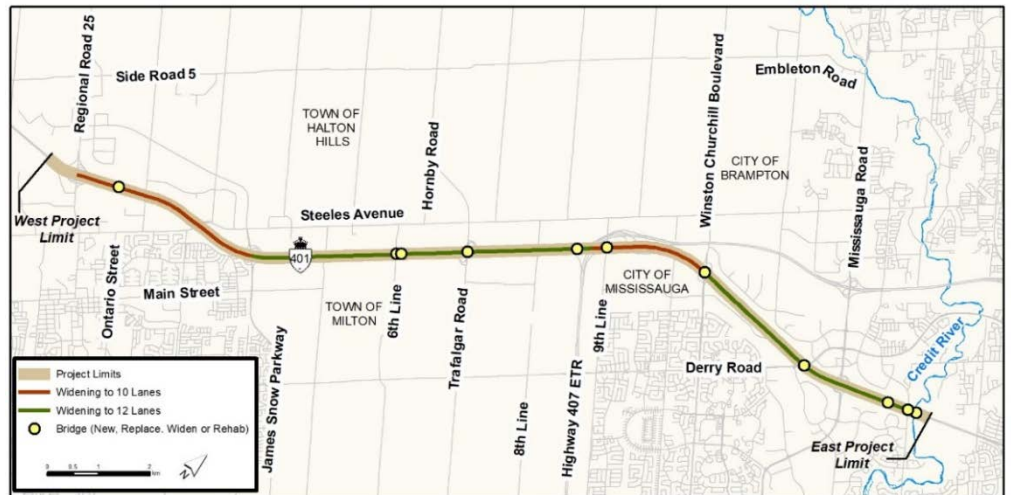 Regional Road 25
Side Road 5
TOWN OF
HALTON
HILLS
Hornby Road
Winston Churchill Boulevard
Embleton Road
CITY OF
BRAMPTON
Mississauga Road
West Project
Limit
Steeles Avenue
401
Ontario Street
Main Street
TOWN OF
MILTON
6th Line
Trafalgar Road
CITY OF
MISSISSAUGA
9th Line
James Snow Parkway
8th Line
Highway 407 ETR
Derry Road
Credit River
East Project
Limit
Project Limits
Widening to 10 Lanes
Widening to 12 Lanes
Bridge (New, Replace. Widen or Rehab)
0 0.5 1 2
km
N